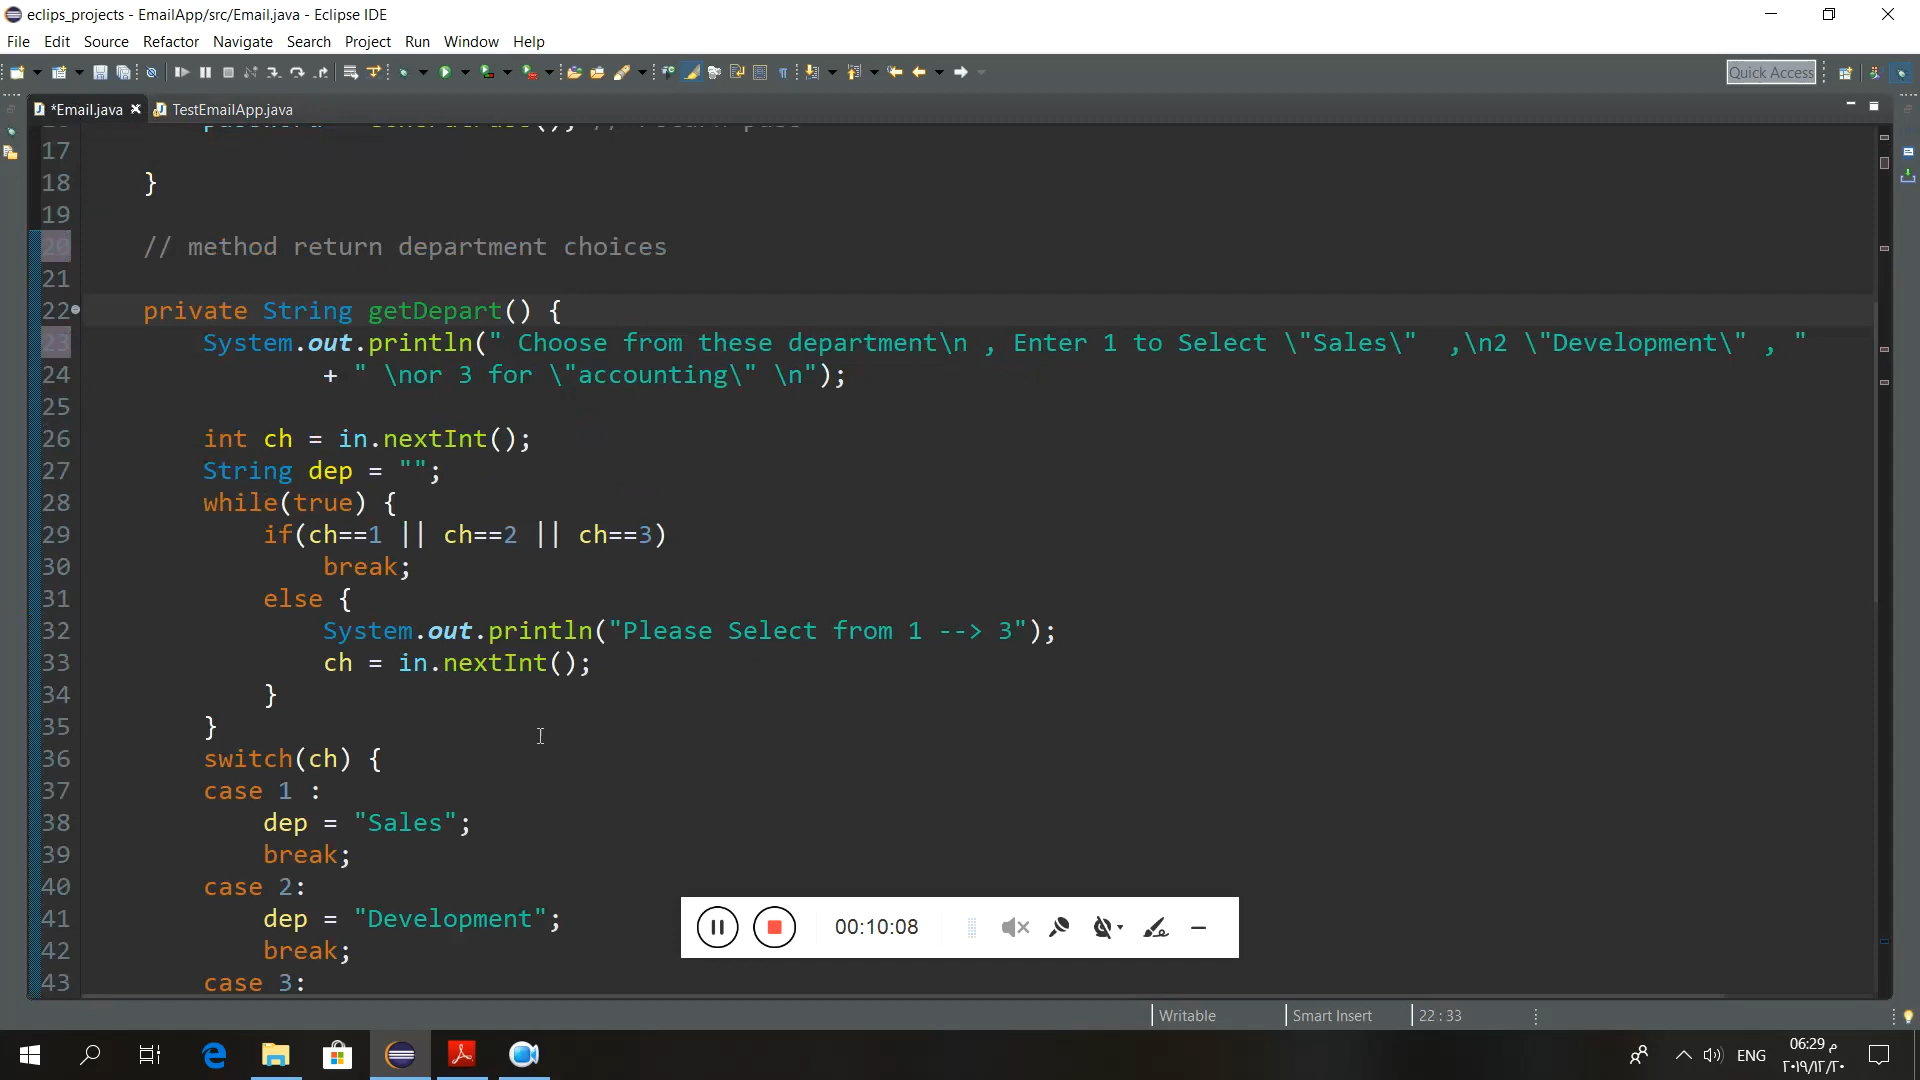 eclips_projects - EmailApp/src/Email.java - Eclipse IDE
File Edit Source Refactor Navigate Search Project Run Window Help
Quick Access
*Email.java TestEmailApp.java
17
18 }
19
20 // method return department choices
21
22 private String getDepart() {
23 System.out.println(" Choose from these department\n , Enter 1 to Select \"Sales\"  ,\n2 \"Development\" , "
24 + " \nor 3 for \"accounting\" \n");
25
26 int ch = in.nextInt();
27 String dep = "";
28 while(true) {
29 if(ch==1 || ch==2 || ch==3)
30 break;
31 else {
32 System.out.println("Please Select from 1 --> 3");
33 ch = in.nextInt();
34 }
35 }
36 switch(ch) {
37 case 1 :
38 dep = "Sales";
39 break;
40 case 2:
41 dep = "Development";
42 break;
43 case 3:
00:10:08
Writable Smart Insert 22 : 33
ENG
06:29 م
٢٠١٩/١٢/٢٠